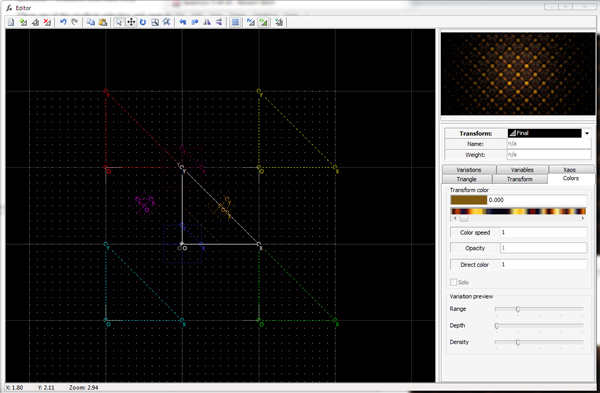 Editor
Transform: Final
Name: n/a
Weight: n/a
Variations Variables Xaos
Triangle Transform Colors
Transform color
0.000
Color speed 1
Opacity 1
Direct color 1
Solo
Variation preview
Range
Depth
Density
Y
Y
O
O X
Y
X
O
Y
O X
O X
X: 1.80 Y: 2.11 Zoom: 2.94